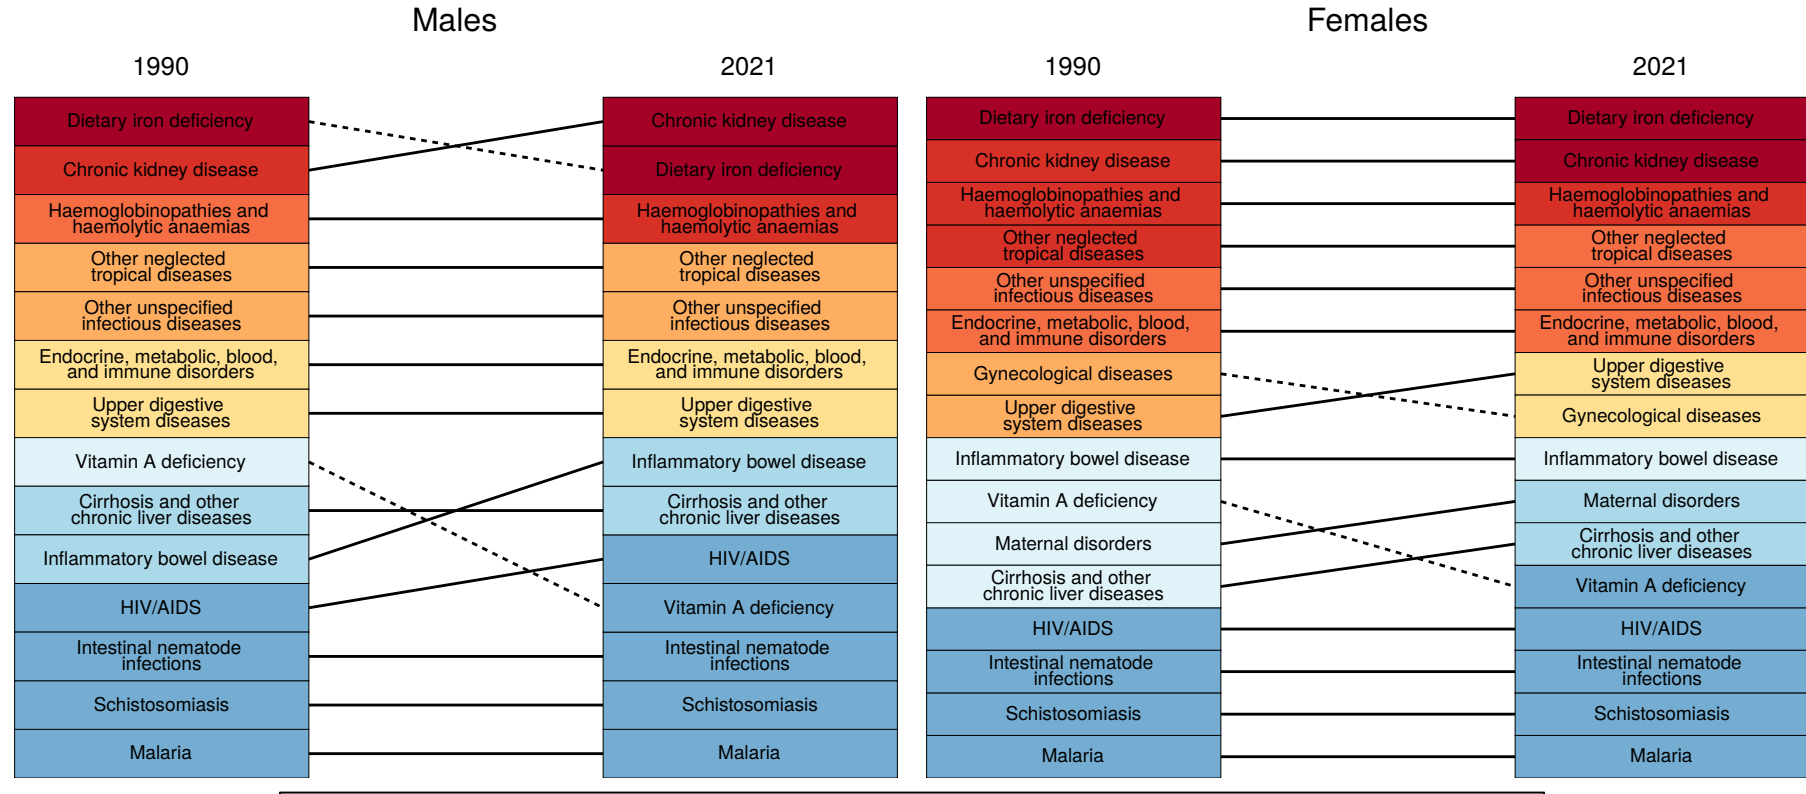 Males
1990
2021
Dietary iron deficiency
Chronic kidney disease
Haemoglobinopathies and
haemolytic anaemias
Other neglected
tropical diseases
Other unspecified
infectious diseases
Endocrine, metabolic, blood,
and immune disorders
Upper digestive
system diseases
Vitamin A deficiency
Cirrhosis and other
chronic liver diseases
Inflammatory bowel disease
HIV/AIDS
Intestinal nematode
infections
Schistosomiasis
Malaria
Chronic kidney disease
Dietary iron deficiency
Haemoglobinopathies and
haemolytic anaemias
Other neglected
tropical diseases
Other unspecified
infectious diseases
Endocrine, metabolic, blood,
and immune disorders
Upper digestive
system diseases
Inflammatory bowel disease
Cirrhosis and other
chronic liver diseases
HIV/AIDS
Vitamin A deficiency
Intestinal nematode
infections
Schistosomiasis
Malaria
Females
1990
2021
Dietary iron deficiency
Chronic kidney disease
Haemoglobinopathies and
haemolytic anaemias
Other neglected
tropical diseases
Other unspecified
infectious diseases
Endocrine, metabolic, blood,
and immune disorders
Gynecological diseases
Upper digestive
system diseases
Inflammatory bowel disease
Vitamin A deficiency
Maternal disorders
Cirrhosis and other
chronic liver diseases
HIV/AIDS
Intestinal nematode
infections
Schistosomiasis
Malaria
Dietary iron deficiency
Chronic kidney disease
Haemoglobinopathies and
haemolytic anaemias
Other neglected
tropical diseases
Other unspecified
infectious diseases
Endocrine, metabolic, blood,
and immune disorders
Upper digestive
system diseases
Gynecological diseases
Inflammatory bowel disease
Maternal disorders
Cirrhosis and other
chronic liver diseases
Vitamin A deficiency
HIV/AIDS
Intestinal nematode
infections
Schistosomiasis
Malaria